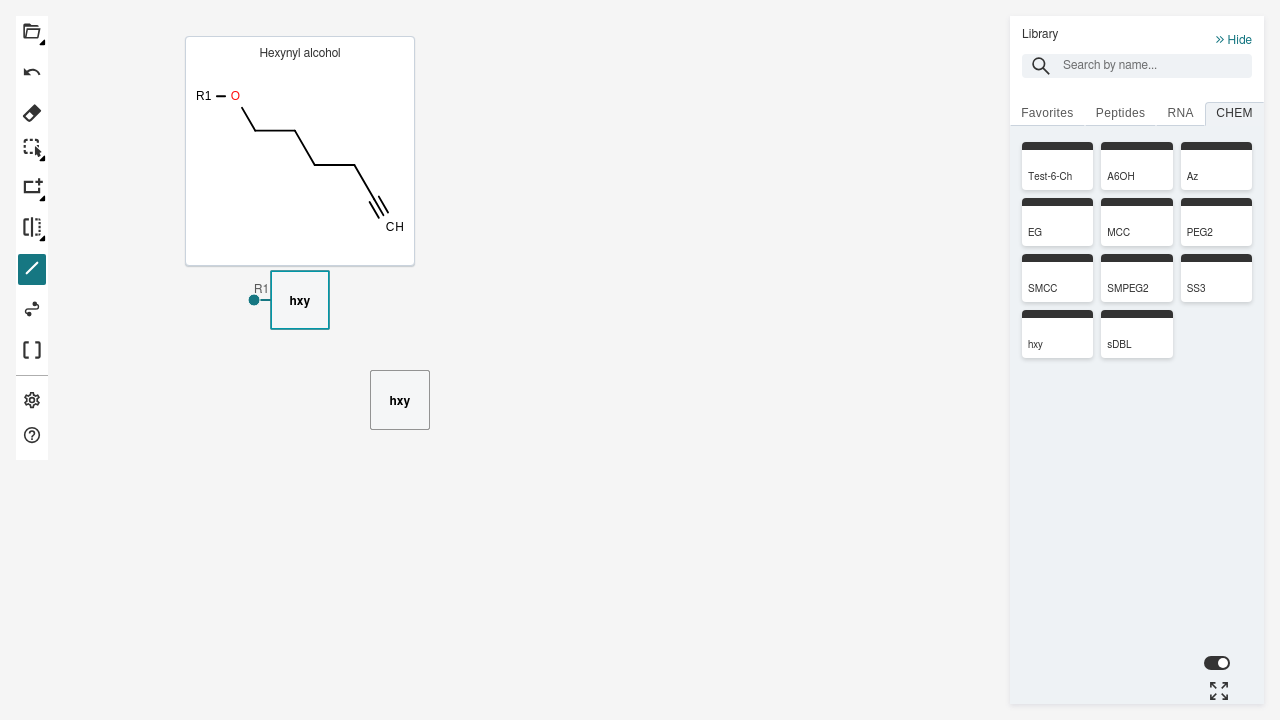 Hexynyl alcohol
R1
O
CH
R1
hxy
hxy
Library
Hide
Search by name...
Favorites
Peptides
RNA
CHEM
Test-6-Ch
A6OH
Az
EG
MCC
PEG2
SMCC
SMPEG2
SS3
hxy
sDBL